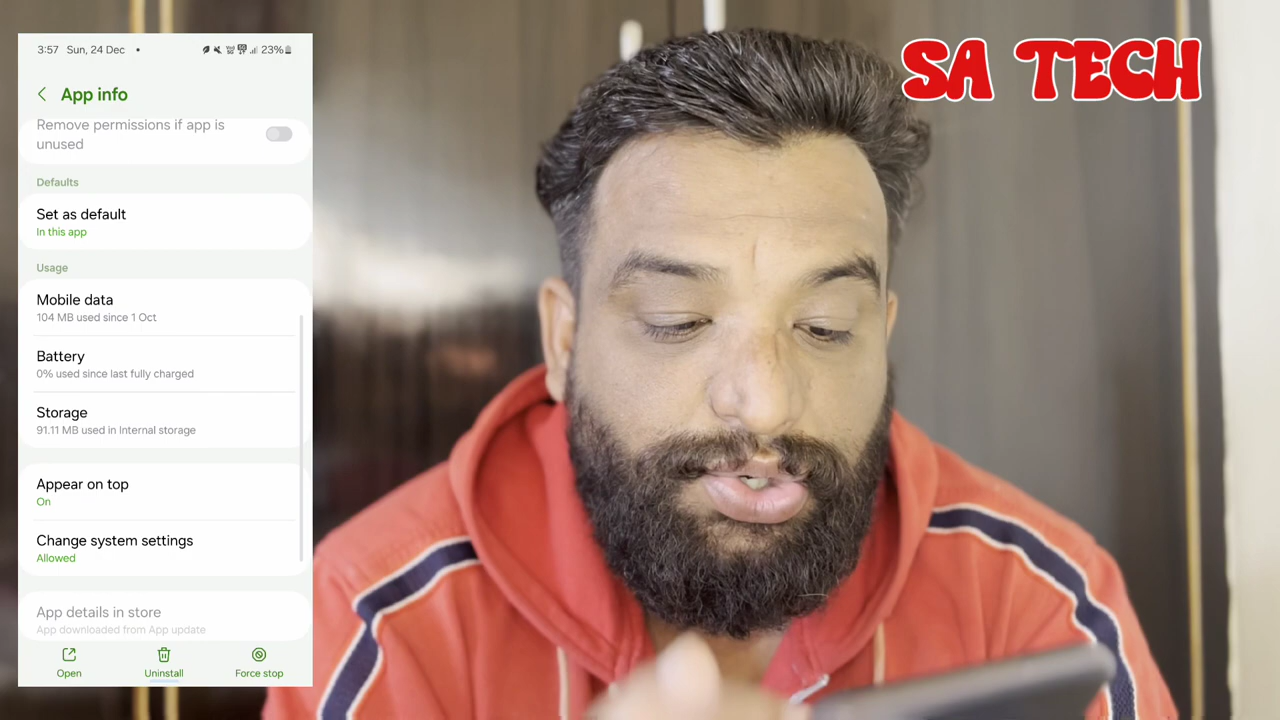 3:57 Sun, 24 Dec • 23%
App info
Remove permissions if app is
unused
Defaults
Set as default
In this app
Usage
Mobile data
104 MB used since 1 Oct
Battery
0% used since last fully charged
Storage
91.11 MB used in Internal storage
Appear on top
On
Change system settings
Allowed
App details in store
App downloaded from App update
Open Uninstall Force stop
SA TECH